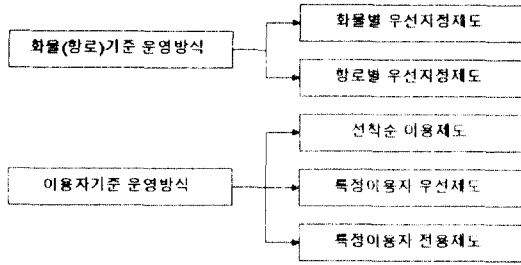 화물(항로)기준 운영방식
화물별 우선지정제도
항로별 우선지정제도
이용자기준 운영방식
선착순 이용제도
특정이용자 우선제도
특정이용자 전용제도